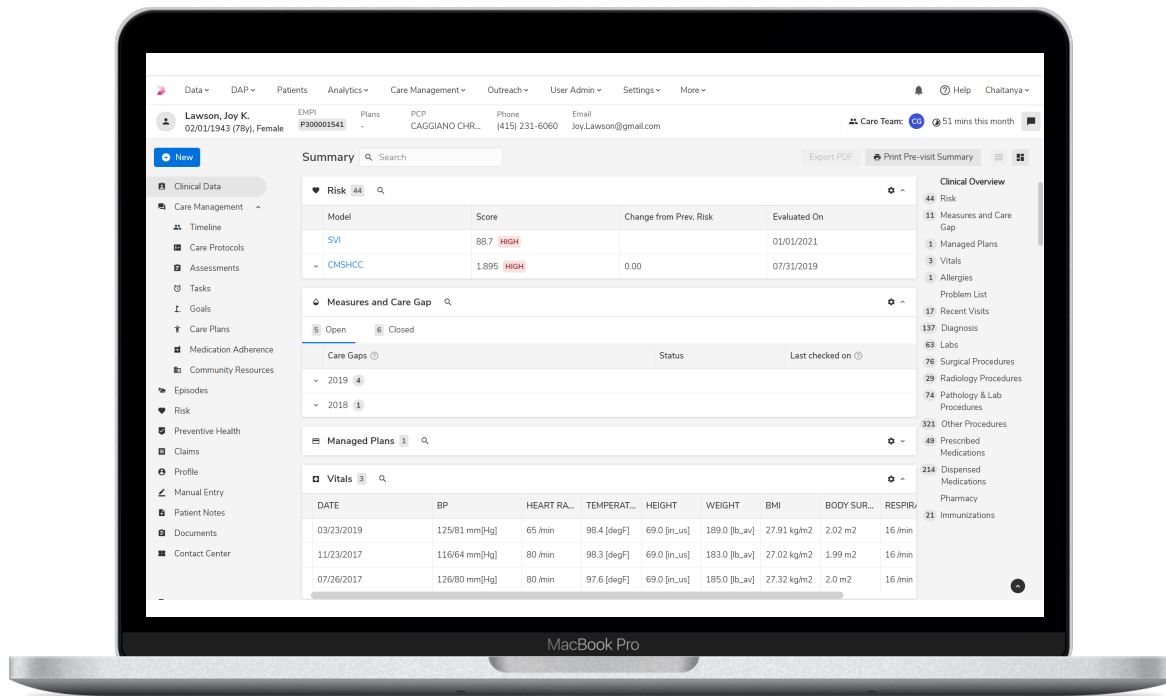 Data DAP Patients Analytics Care Management Outreach User Admin Settings More Help Chaitanya
Lawson, Joy K.
02/01/1943 (78y), Female
EMPI
P300001541
Plans
-
PCP
CAGGIANO CHR...
Phone
(415) 231-6060
Email
Joy.Lawson@gmail.com
Care Team: CG 51 mins this month
New
Summary Search Export PDF Print Pre-visit Summary
Clinical Data
Care Management
Timeline
Care Protocols
Assessments
Tasks
Goals
Care Plans
Medication Adherence
Community Resources
Episodes
Risk
Preventive Health
Claims
Profile
Manual Entry
Patient Notes
Documents
Contact Center
Risk 44
Model Score Change from Prev. Risk Evaluated On
SVI 88.7 HIGH 01/01/2021
CMSHCC 1.895 HIGH 0.00 07/31/2019
Measures and Care Gap
5 Open 6 Closed
Care Gaps Status Last checked on
2019 4
2018 1
Managed Plans 1
Vitals 3
DATE BP HEART RA... TEMPERAT... HEIGHT WEIGHT BMI BODY SUR... RESPIR
03/23/2019 125/81 mm[Hg] 65 /min 98.4 [degF] 69.0 [in_us] 189.0 [lb_av] 27.91 kg/m2 2.02 m2 16 /min
11/23/2017 116/64 mm[Hg] 80 /min 98.3 [degF] 69.0 [in_us] 183.0 [lb_av] 27.02 kg/m2 1.99 m2 16 /min
07/26/2017 126/80 mm[Hg] 80 /min 97.6 [degF] 69.0 [in_us] 185.0 [lb_av] 27.32 kg/m2 2.0 m2 16 /min
Clinical Overview
44 Risk
11 Measures and Care
Gap
1 Managed Plans
3 Vitals
1 Allergies
Problem List
17 Recent Visits
137 Diagnosis
63 Labs
76 Surgical Procedures
29 Radiology Procedures
74 Pathology & Lab
Procedures
321 Other Procedures
49 Prescribed
Medications
214 Dispensed
Medications
Pharmacy
21 Immunizations
MacBook Pro